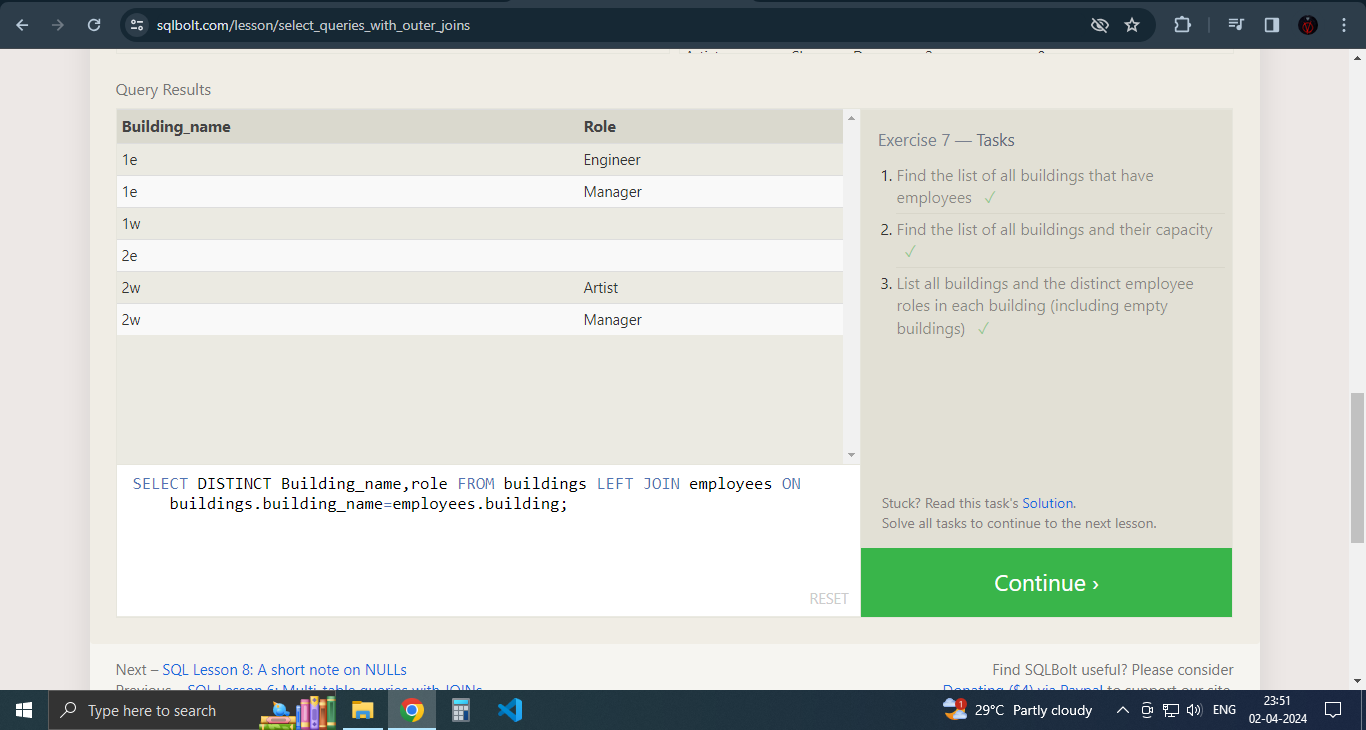 sqlbolt.com/lesson/select_queries_with_outer_joins
Query Results
Building_name Role
1e Engineer
1e Manager
1w
2e
2w Artist
2w Manager
SELECT DISTINCT Building_name,role FROM buildings LEFT JOIN employees ON
buildings.building_name=employees.building;
RESET
Exercise 7 — Tasks
1. Find the list of all buildings that have
employees ✓
2. Find the list of all buildings and their capacity
✓
3. List all buildings and the distinct employee
roles in each building (including empty
buildings) ✓
Stuck? Read this task's Solution.
Solve all tasks to continue to the next lesson.
Continue ›
Next – SQL Lesson 8: A short note on NULLs
Previous – SQL Lesson 6: Multi-table queries with JOINs
Find SQLBolt useful? Please consider
Donating ($4) via Paypal to support our site.
Type here to search
1
29°C Partly cloudy
ENG
23:51
02-04-2024